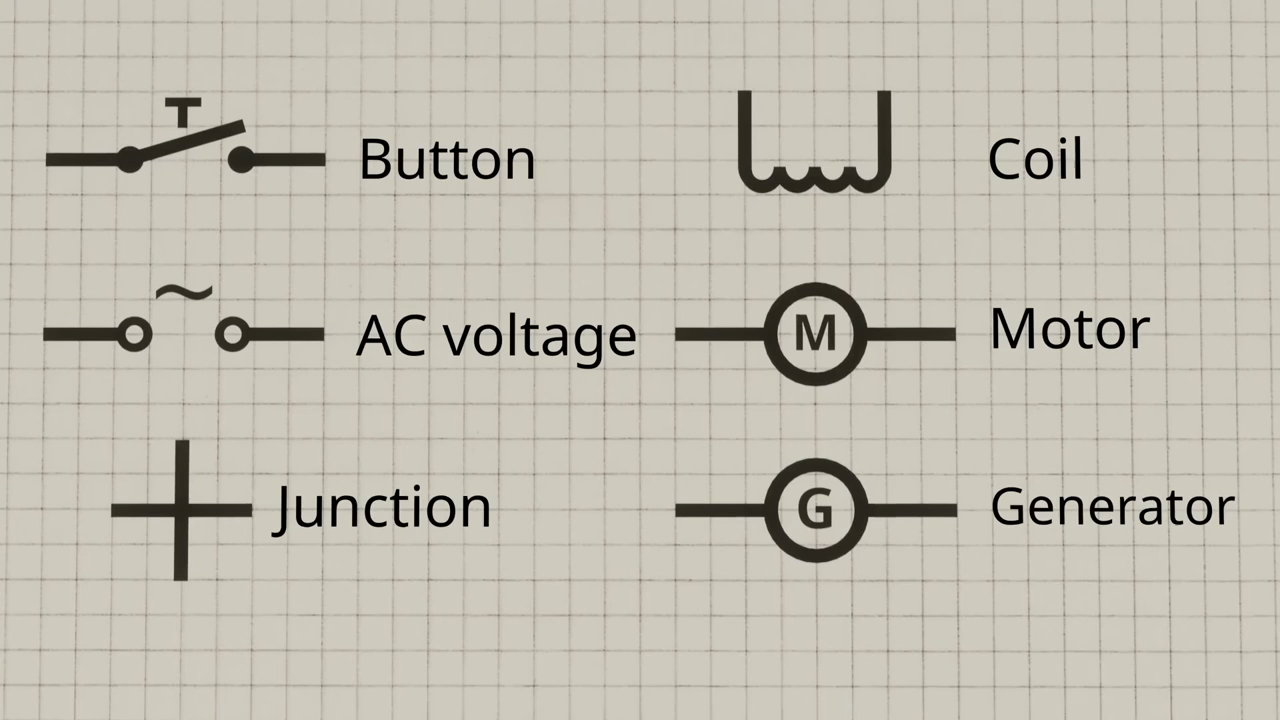 Button
Coil
~
AC voltage
M
Motor
Junction
G
Generator